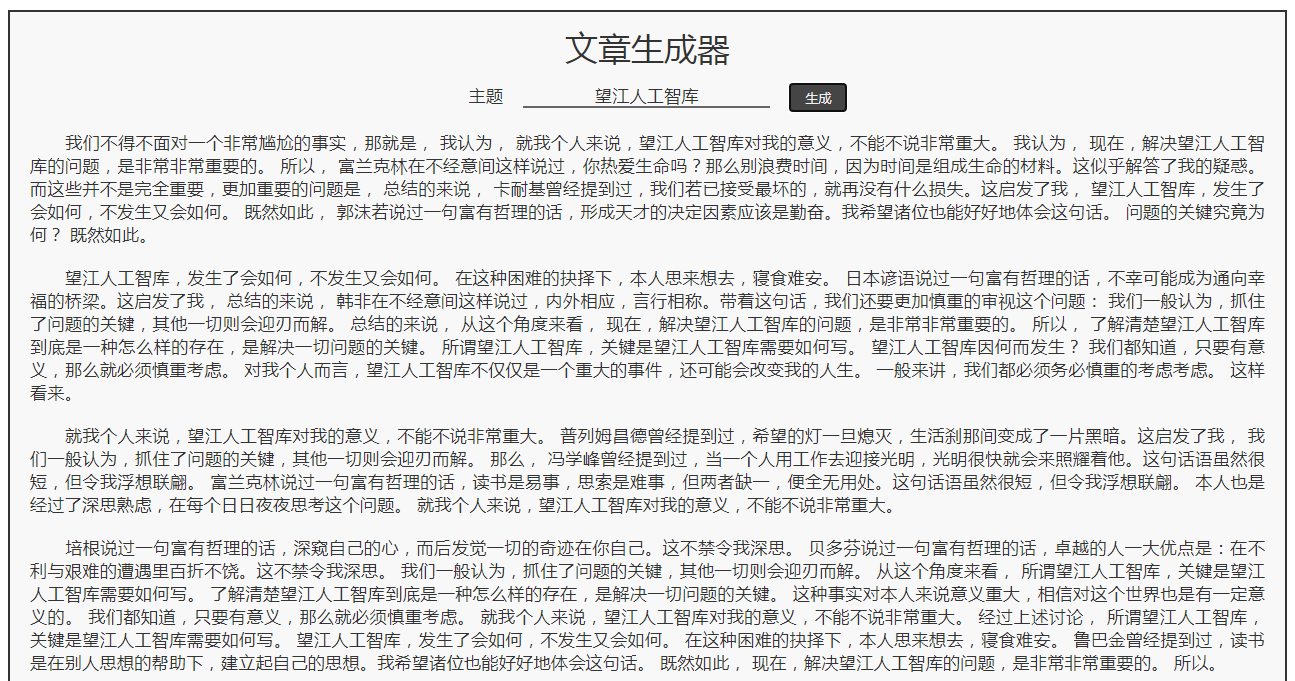 文章生成器
主题 望江人工智库 生成
我们不得不面对一个非常尴尬的事实，那就是， 我认为， 就我个人来说，望江人工智库对我的意义，不能不说非常重大。 我认为， 现在，解决望江人工智
库的问题，是非常非常重要的。 所以， 富兰克林在不经意间这样说过，你热爱生命吗？那么别浪费时间，因为时间是组成生命的材料。这似乎解答了我的疑惑。
而这些并不是完全重要，更加重要的问题是， 总结的来说， 卡耐基曾经提到过，我们若已接受最坏的，就再没有什么损失。这启发了我， 望江人工智库，发生了
会如何，不发生又会如何。 既然如此， 郭沫若说过一句富有哲理的话，形成天才的决定因素应该是勤奋。我希望诸位也能好好地体会这句话。 问题的关键究竟为
何？ 既然如此。
望江人工智库，发生了会如何，不发生又会如何。 在这种困难的抉择下，本人思来想去，寝食难安。 日本谚语说过一句富有哲理的话，不幸可能成为通向幸
福的桥梁。这启发了我， 总结的来说， 韩非在不经意间这样说过，内外相应，言行相称。带着这句话，我们还要更加慎重的审视这个问题： 我们一般认为，抓住
了问题的关键，其他一切则会迎刃而解。 总结的来说， 从这个角度来看， 现在，解决望江人工智库的问题，是非常非常重要的。 所以， 了解清楚望江人工智库
到底是一种怎么样的存在，是解决一切问题的关键。 所谓望江人工智库，关键是望江人工智库需要如何写。 望江人工智库因何而发生？ 我们都知道，只要有意
义，那么就必须慎重考虑。 对我个人而言，望江人工智库不仅仅是一个重大的事件，还可能会改变我的人生。 一般来讲，我们都必须务必慎重的考虑考虑。 这样
看来。
就我个人来说，望江人工智库对我的意义，不能不说非常重大。 普列姆昌德曾经提到过，希望的灯一旦熄灭，生活刹那间变成了一片黑暗。这启发了我， 我
们一般认为，抓住了问题的关键，其他一切则会迎刃而解。 那么， 冯学峰曾经提到过，当一个人用工作去迎接光明，光明很快就会来照耀着他。这句话语虽然很
短，但令我浮想联翩。 富兰克林说过一句富有哲理的话，读书是易事，思索是难事，但两者缺一，便全无用处。这句话语虽然很短，但令我浮想联翩。 本人也是
经过了深思熟虑，在每个日日夜夜思考这个问题。 就我个人来说，望江人工智库对我的意义，不能不说非常重大。
培根说过一句富有哲理的话，深窥自己的心，而后发觉一切的奇迹在你自己。这不禁令我深思。 贝多芬说过一句富有哲理的话，卓越的人一大优点是：在不
利与艰难的遭遇里百折不饶。这不禁令我深思。 我们一般认为，抓住了问题的关键，其他一切则会迎刃而解。 从这个角度来看， 所谓望江人工智库，关键是望江
人工智库需要如何写。 了解清楚望江人工智库到底是一种怎么样的存在，是解决一切问题的关键。 这种事实对本人来说意义重大，相信对这个世界也是有一定意
义的。 我们都知道，只要有意义，那么就必须慎重考虑。 就我个人来说，望江人工智库对我的意义，不能不说非常重大。 经过上述讨论， 所谓望江人工智库，
关键是望江人工智库需要如何写。 望江人工智库，发生了会如何，不发生又会如何。 在这种困难的抉择下，本人思来想去，寝食难安。 鲁巴金曾经提到过，读书
是在别人思想的帮助下，建立起自己的思想。我希望诸位也能好好地体会这句话。 既然如此， 现在，解决望江人工智库的问题，是非常非常重要的。 所以。